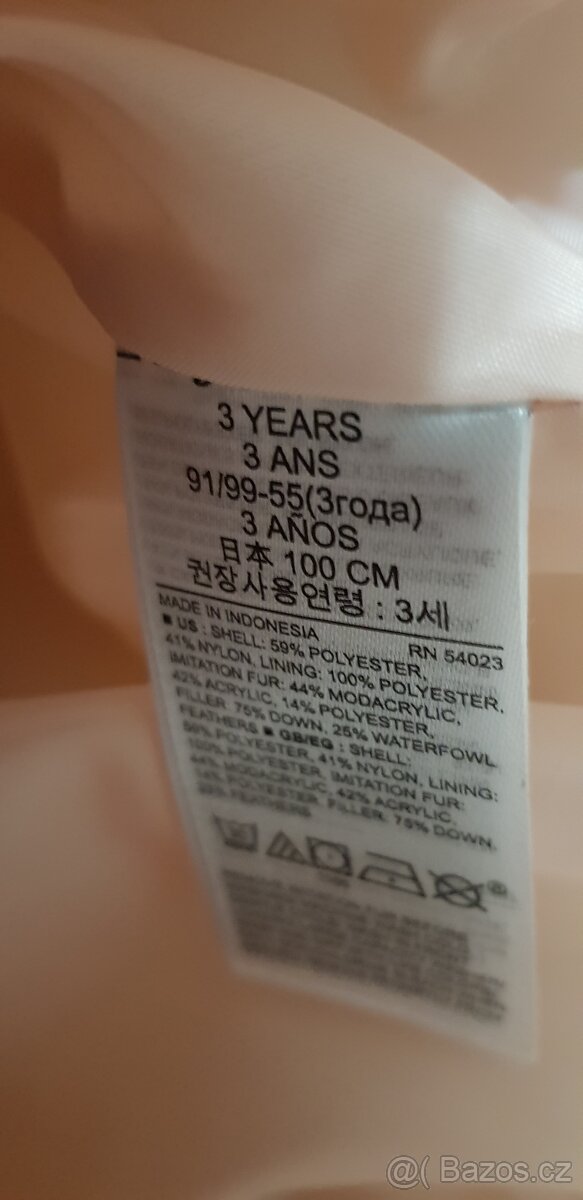 3 YEARS
3 ANS
91/99-55(3года)
3 AÑOS
日本 100 CM
권장사용연령 : 3세
MADE IN INDONESIA RN 54023
■ US : SHELL: 59% POLYESTER,
41% NYLON, LINING: 100% POLYESTER,
IMITATION FUR: 44% MODACRYLIC,
42% ACRYLIC, 14% POLYESTER,
FILLER: 75% DOWN, 25% WATERFOWL
FEATHERS ■ GB/EG : SHELL:
59% POLYESTER, 41% NYLON, LINING:
100% POLYESTER, IMITATION FUR:
44% MODACRYLIC, 42% ACRYLIC,
14% POLYESTER, FILLER: 75% DOWN,
25% FEATHERS
@( Bazos.cz